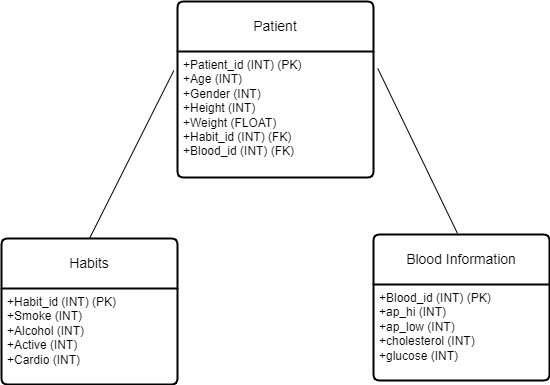 Patient
+Patient_id (INT) (PK)
+Age (INT)
+Gender (INT)
+Height (INT)
+Weight (FLOAT)
+Habit_id (INT) (FK)
+Blood_id (INT) (FK)
Habits
+Habit_id (INT) (PK)
+Smoke (INT)
+Alcohol (INT)
+Active (INT)
+Cardio (INT)
Blood Information
+Blood_id (INT) (PK)
+ap_hi (INT)
+ap_low (INT)
+cholesterol (INT)
+glucose (INT)